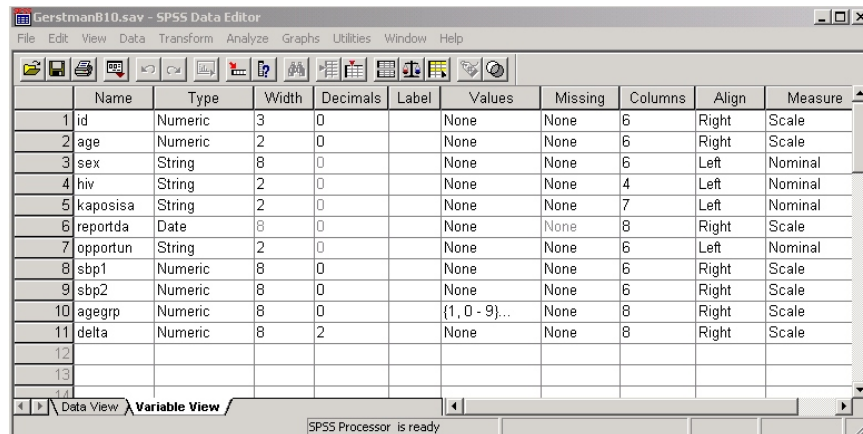 GerstmanB10.sav - SPSS Data Editor
File Edit View Data Transform Analyze Graphs Utilities Window Help
Name Type Width Decimals Label Values Missing Columns Align Measure
1 id Numeric 3 0 None None 6 Right Scale
2 age Numeric 2 0 None None 6 Right Scale
3 sex String 8 0 None None 6 Left Nominal
4 hiv String 2 0 None None 4 Left Nominal
5 kaposisa String 2 0 None None 7 Left Nominal
6 reportda Date 8 0 None None 8 Right Scale
7 opportun String 2 0 None None 6 Left Nominal
8 sbp1 Numeric 8 0 None None 6 Right Scale
9 sbp2 Numeric 8 0 None None 6 Right Scale
10 agegrp Numeric 8 0 {1, 0 - 9}... None 8 Right Scale
11 delta Numeric 8 2 None None 8 Right Scale
12
13
14
Data View Variable View
SPSS Processor is ready